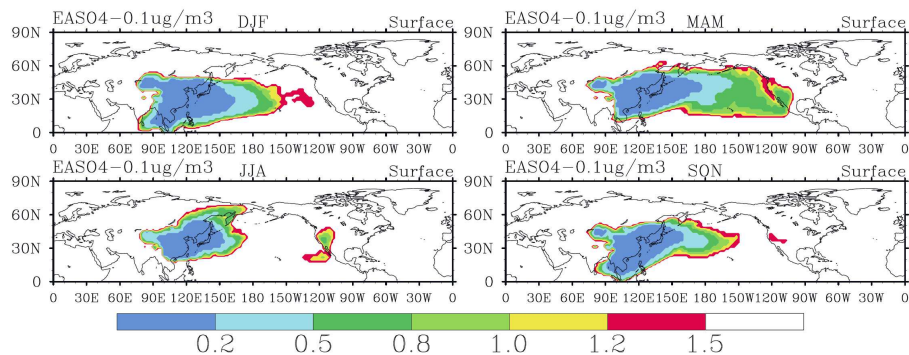 EASO4-0.1ug/m3 DJF Surface
90N
60N
30N
0
0 30E 60E 90E 120E 150E 180 150W 120W 90W 60W 30W 0
EASO4-0.1ug/m3 MAM Surface
90N
60N
30N
0
0 30E 60E 90E 120E 150E 180 150W 120W 90W 60W 30W 0
EASO4-0.1ug/m3 JJA Surface
90N
60N
30N
0
0 30E 60E 90E 120E 150E 180 150W 120W 90W 60W 30W 0
EASO4-0.1ug/m3 SON Surface
90N
60N
30N
0
0 30E 60E 90E 120E 150E 180 150W 120W 90W 60W 30W 0
0.2 0.5 0.8 1.0 1.2 1.5